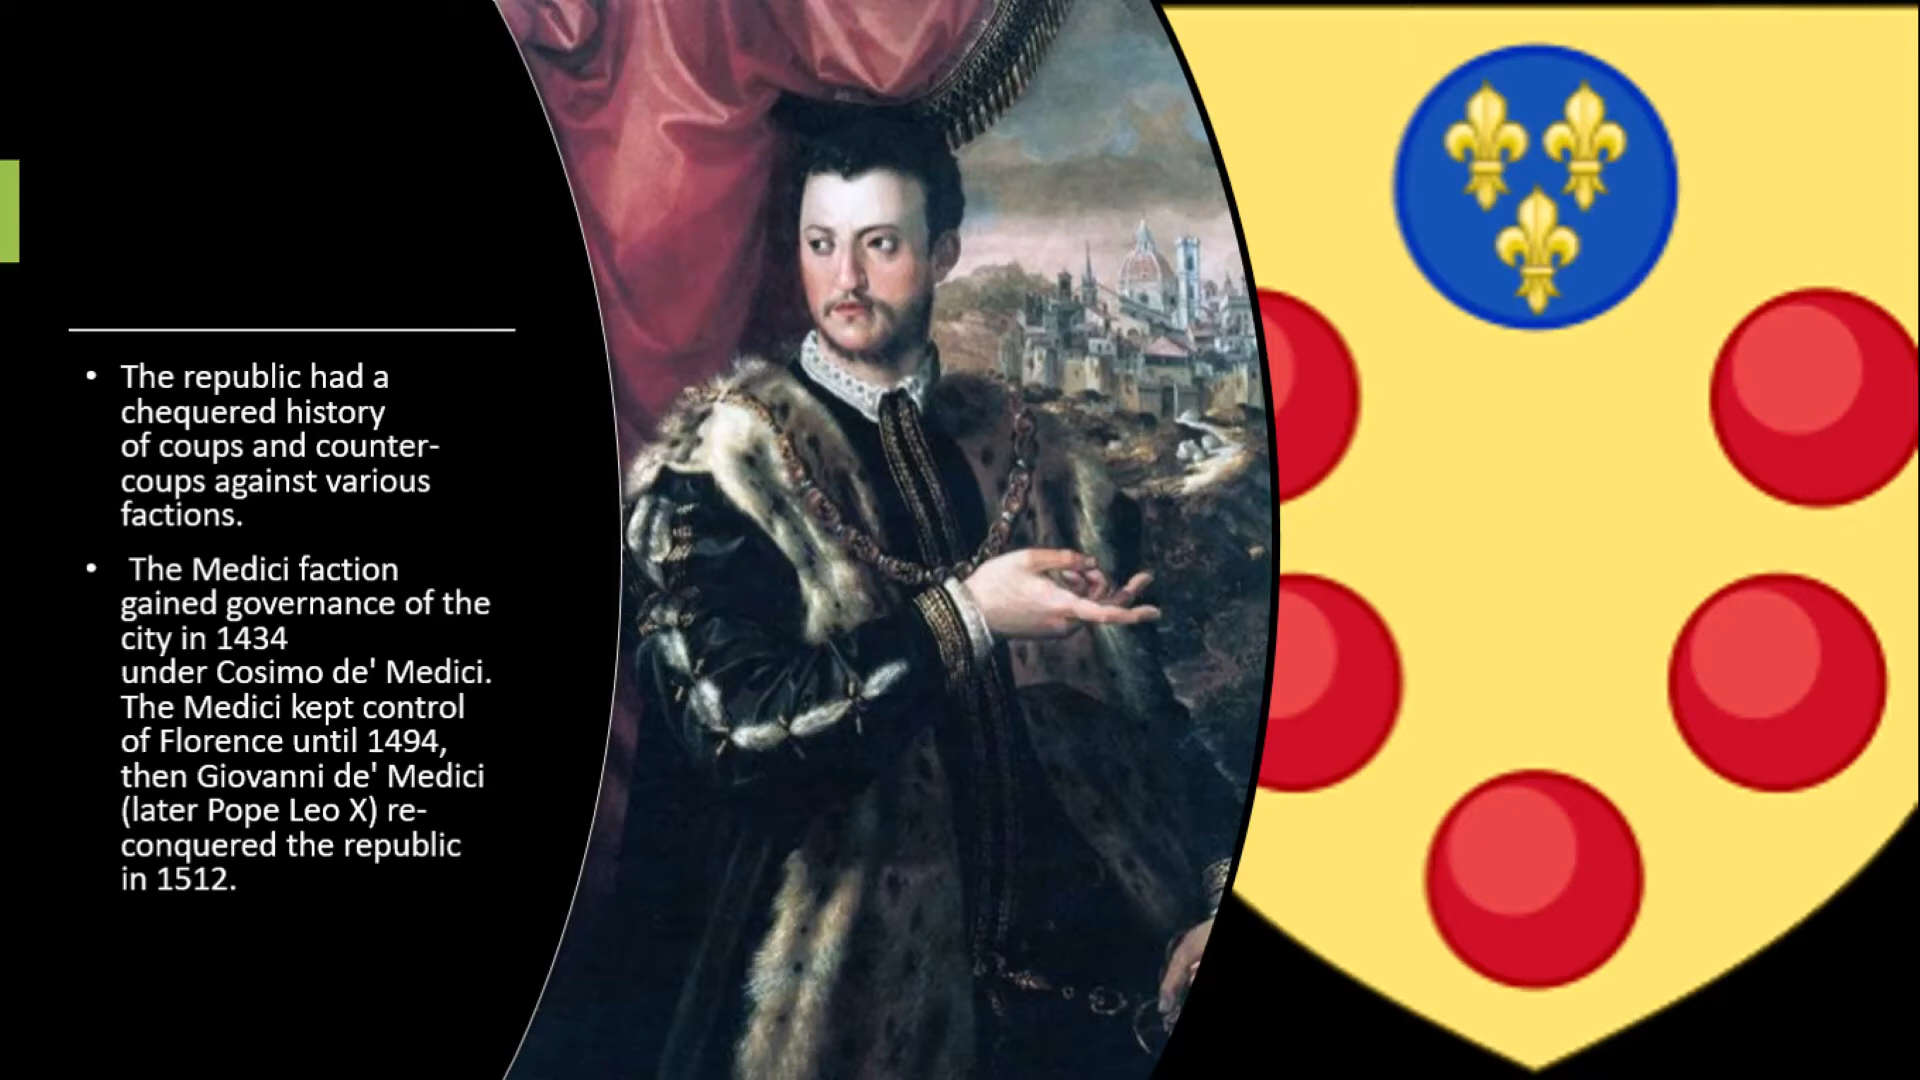 • The republic had a
chequered history
of coups and counter-
coups against various
factions.
• The Medici faction
gained governance of the
city in 1434
under Cosimo de' Medici.
The Medici kept control
of Florence until 1494,
then Giovanni de' Medici
(later Pope Leo X) re-
conquered the republic
in 1512.